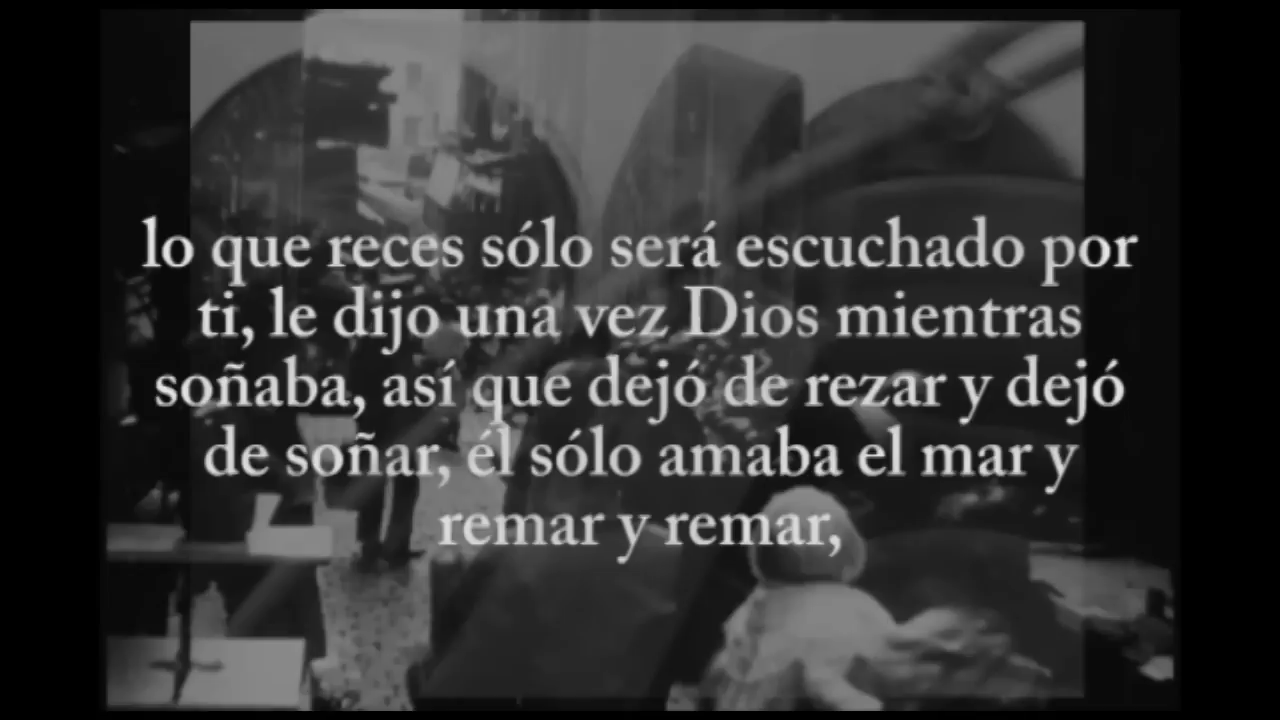 lo que reces sólo será escuchado por
ti, le dijo una vez Dios mientras
soñaba, así que dejó de rezar y dejó
de soñar, él sólo amaba el mar y
remar y remar,